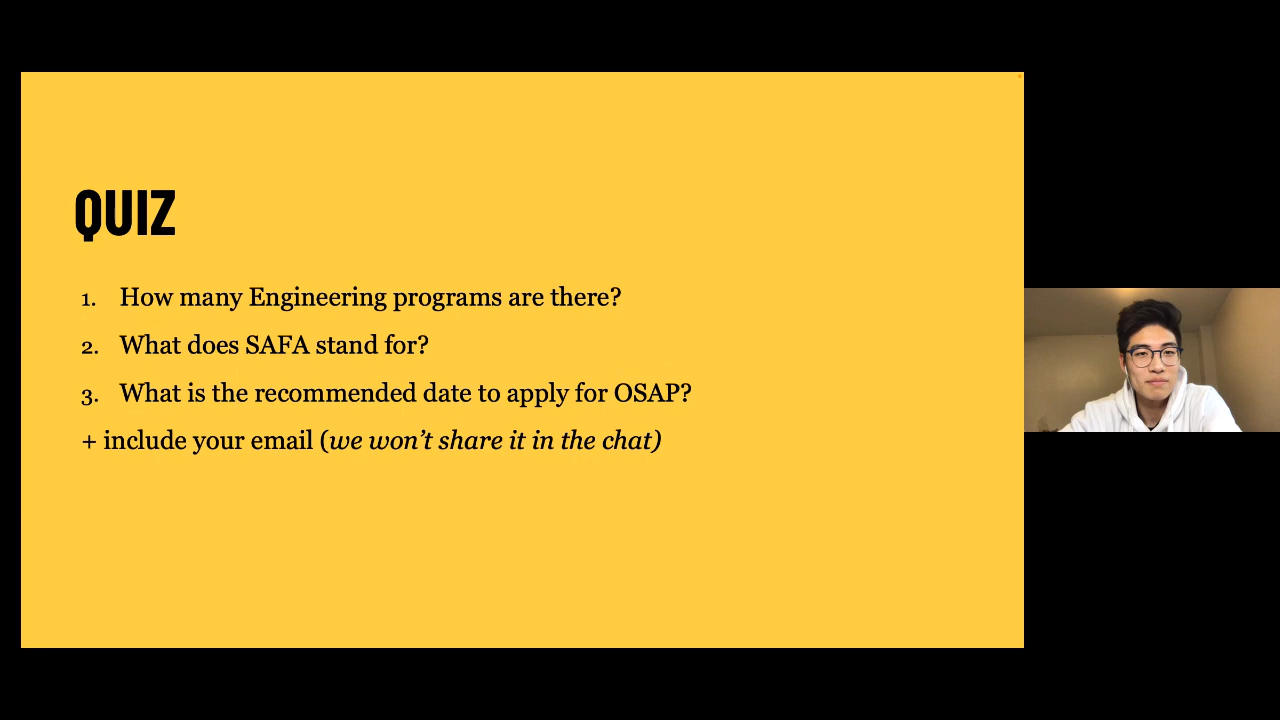 QUIZ
1. How many Engineering programs are there?
2. What does SAFA stand for?
3. What is the recommended date to apply for OSAP?
+ include your email (we won’t share it in the chat)